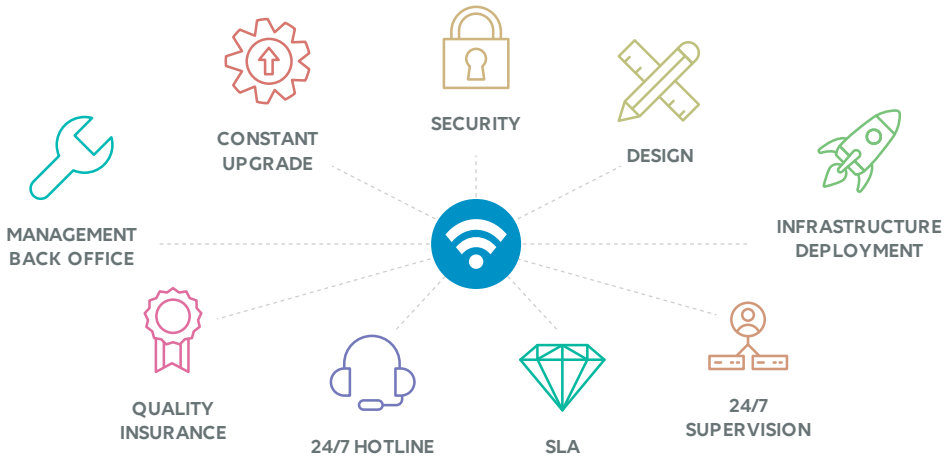 SECURITY
CONSTANT
UPGRADE
DESIGN
MANAGEMENT
BACK OFFICE
INFRASTRUCTURE
DEPLOYMENT
QUALITY
INSURANCE
24/7 HOTLINE
SLA
24/7
SUPERVISION